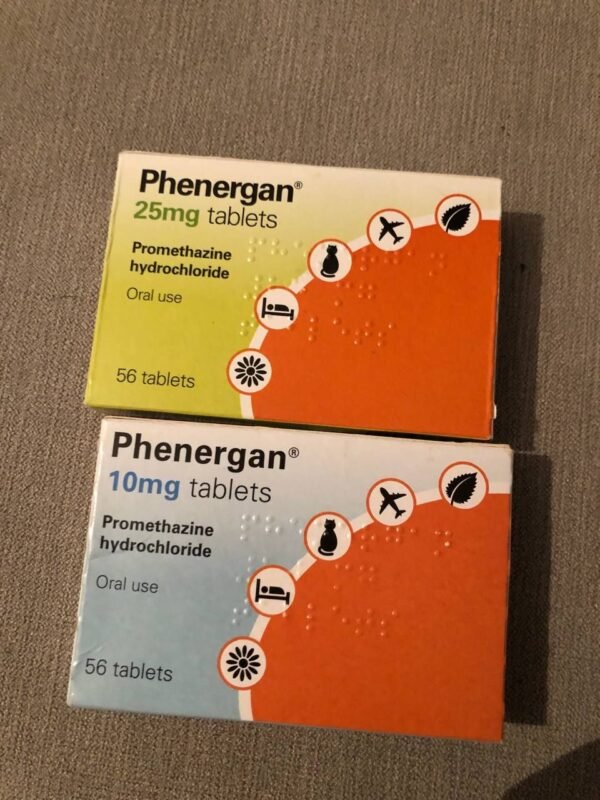 Phenergan®
25mg tablets
Promethazine
hydrochloride
Oral use
56 tablets
Phenergan®
10mg tablets
Promethazine
hydrochloride
Oral use
56 tablets